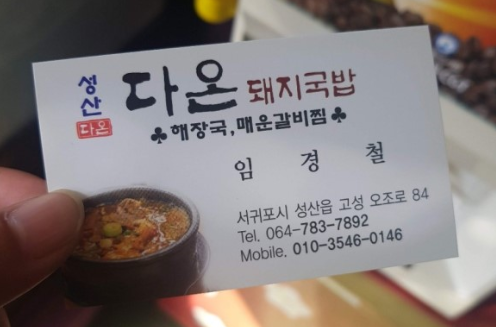 성산
다온
다온 돼지국밥
♣해장국,매운갈비찜♣
임 경 철
서귀포시 성산읍 고성 오조로 84
Tel. 064-783-7892
Mobile. 010-3546-0146